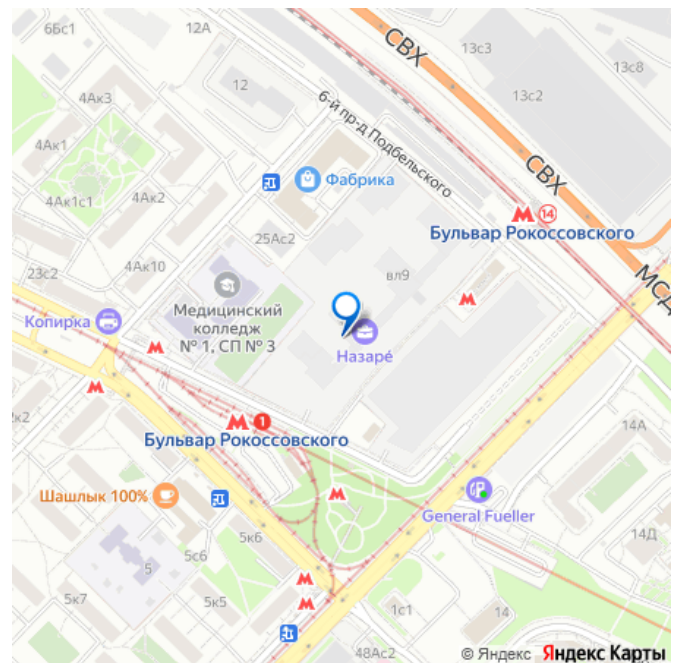 6Бс1
12А
СВХ
13с3
13с8
12
13с2
4Ак3
6-й пр-д Подбельского
4Ак1
СВХ
Фабрика
4Ак1с1
4Ак2
М 14
Бульвар Рокоссовского
25Ас2
4Ак10
23с2
вл9
МСД
Медицинский
колледж
№ 1, СП № 3
М
Копирка
Назаре́
М
М
М 1
Бульвар Рокоссовского
14А
Шашлык 100%
М
General Fueller
5к6
14Д
5с6
5
М
5к7
5к5
М
1с1
14
48Ас2
© Яндекс Яндекс Карты